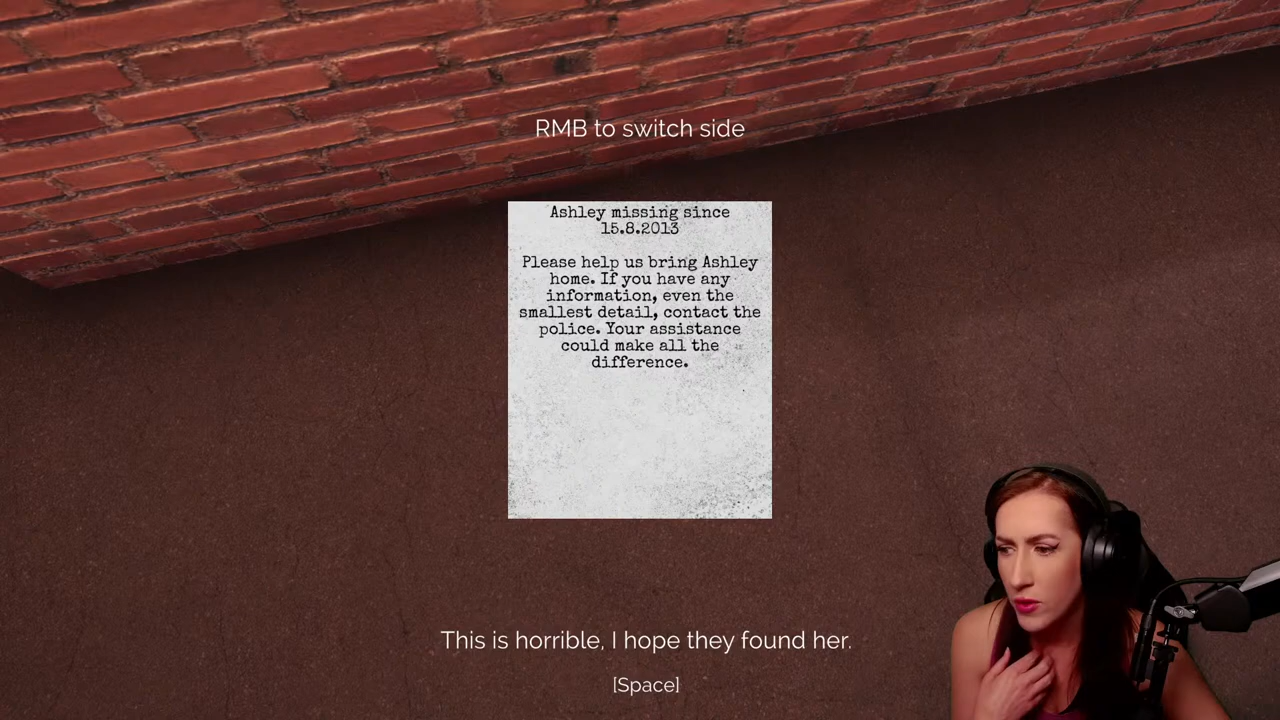 RMB to switch side
Ashley missing since
15.8.2013
Please help us bring Ashley
home. If you have any
information, even the
smallest detail, contact the
police. Your assistance
could make all the
difference.
This is horrible, I hope they found her.
[Space]